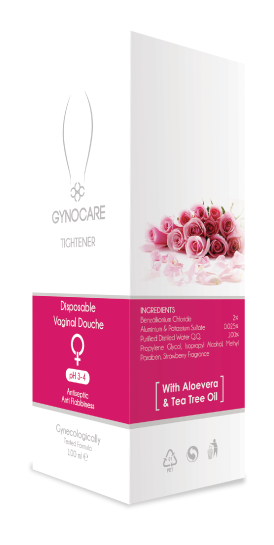 GYNOCARE
TIGHTENER
Disposable
Vaginal Douche
pH 3-4
Antiseptic
Anti Flabbiness
Gynecologically
Tested Formula
100 ml e
INGREDIENTS
Benzalkonium Chloride
Aluminium & Potassium Sulfate
Purified Distilled Water Q.Q.
Propylene Glycol, Isopropyl Alcohol, Methyl
Paraben, Strawberry Fragrance
With Aloevera
& Tea Tree Oil